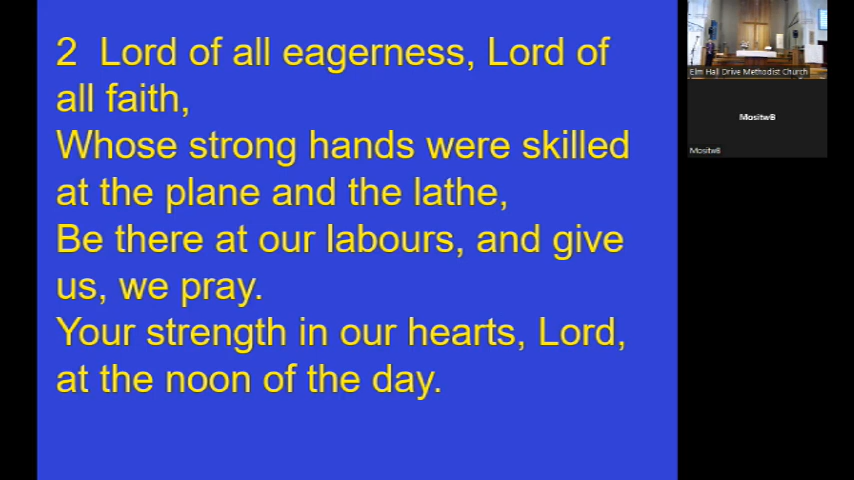 2 Lord of all eagerness, Lord of
all faith,
Whose strong hands were skilled
at the plane and the lathe,
Be there at our labours, and give
us, we pray.
Your strength in our hearts, Lord,
at the noon of the day.
Elm Hall Drive Methodist Church
MositwB
MositwB